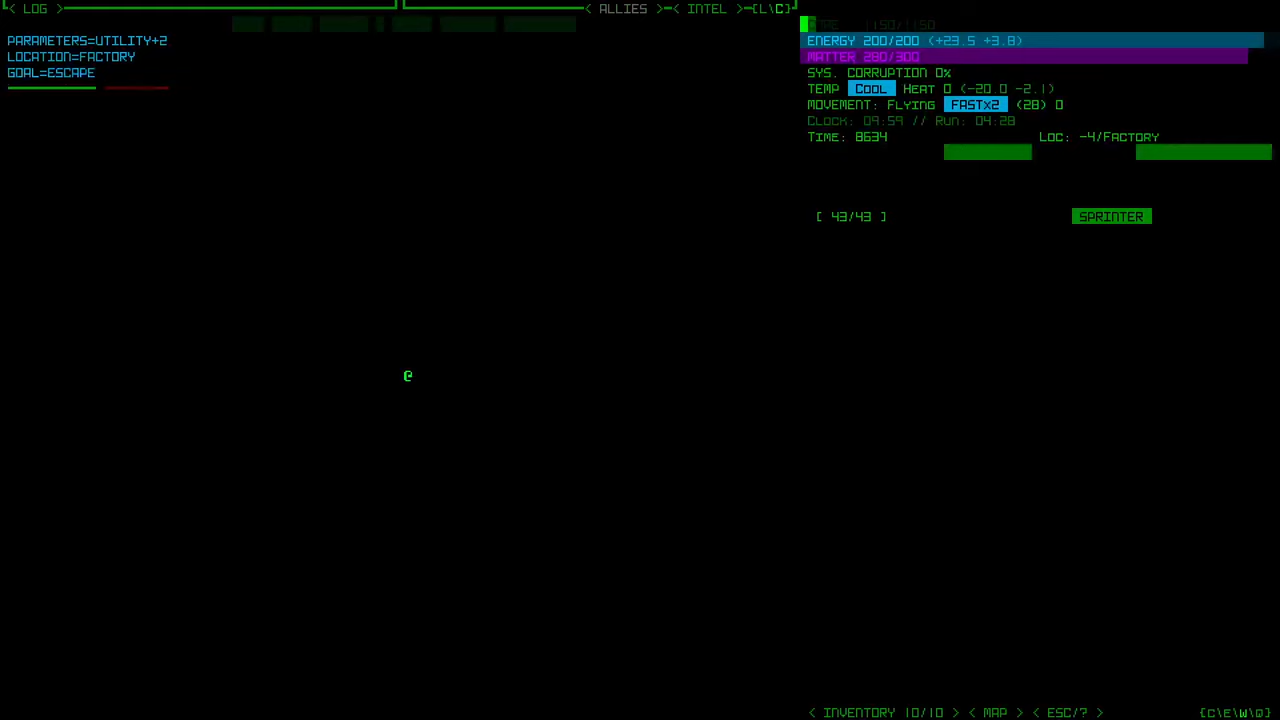 < LOG > < ALLIES > < INTEL > [L\C]
PARAMETERS=UTILITY+2
LOCATION=FACTORY
GOAL=ESCAPE
ENERGY 200/200 (+23.5 +3.8)
MATTER 280/300
SYS. CORRUPTION 0%
TEMP COOL HEAT 0 (-20.0 -2.1)
MOVEMENT: FLYING FASTx2 (28) 0
CLOCK: 09:59 // RUN: 04:28
TIME: 8634 LOC: -4/FACTORY
[ 43/43 ] SPRINTER
@
< INVENTORY 10/10 > < MAP > < ESC/? > {C\E\W\Q}